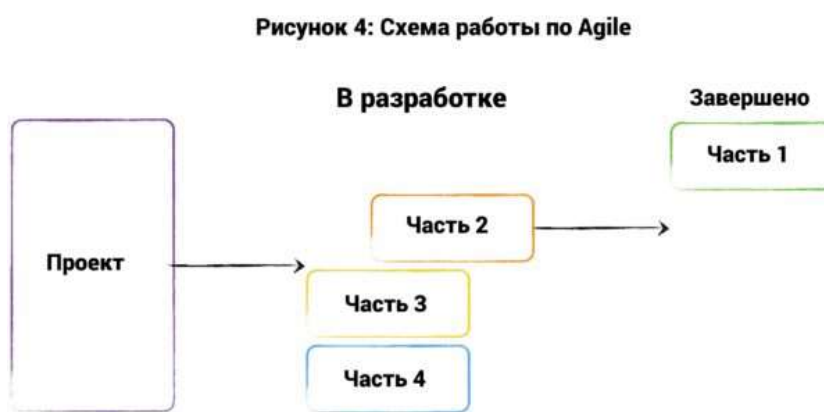 Рисунок 4: Схема работы по Agile
В разработке
Завершено
Часть 1
Часть 2
Проект
Часть 3
Часть 4